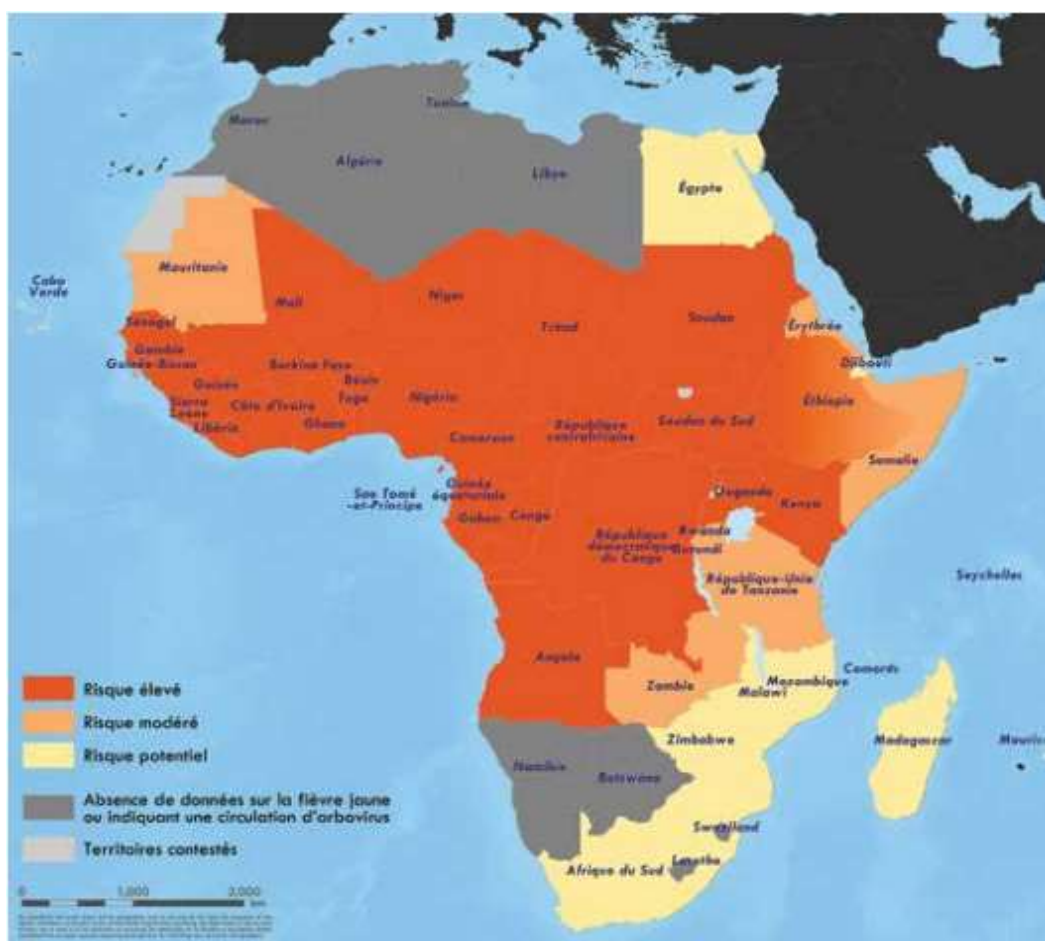 Tunisie
Maroc
Algérie
Libye
Égypte
Mauritanie
Cabo
Verde
Mali
Niger
Tchad
Soudan
Érythrée
Sénégal
Gambie
Guinée-Bissau
Burkina Faso
Djibouti
Guinée
Bénin
Sierra
Leone
Côte d'Ivoire
Togo
Nigéria
Éthiopie
Libéria
Ghana
Cameroun
République
centrafricaine
Soudan du Sud
Somalie
Sao Tomé
-et-Principe
Guinée
équatoriale
Ouganda
Kenya
Gabon
Congo
République
démocratique
du Congo
Rwanda
Burundi
République-Unie
de Tanzanie
Seychelles
Angola
Zambie
Malawi
Mozambique
Comores
Zimbabwe
Madagascar
Namibie
Botswana
Swaziland
Lesotho
Afrique du Sud
Risque élevé
Risque modéré
Risque potentiel
Absence de données sur la fièvre jaune
ou indiquant une circulation d'arbovirus
Territoires contestés
0 1,000 2,000
km